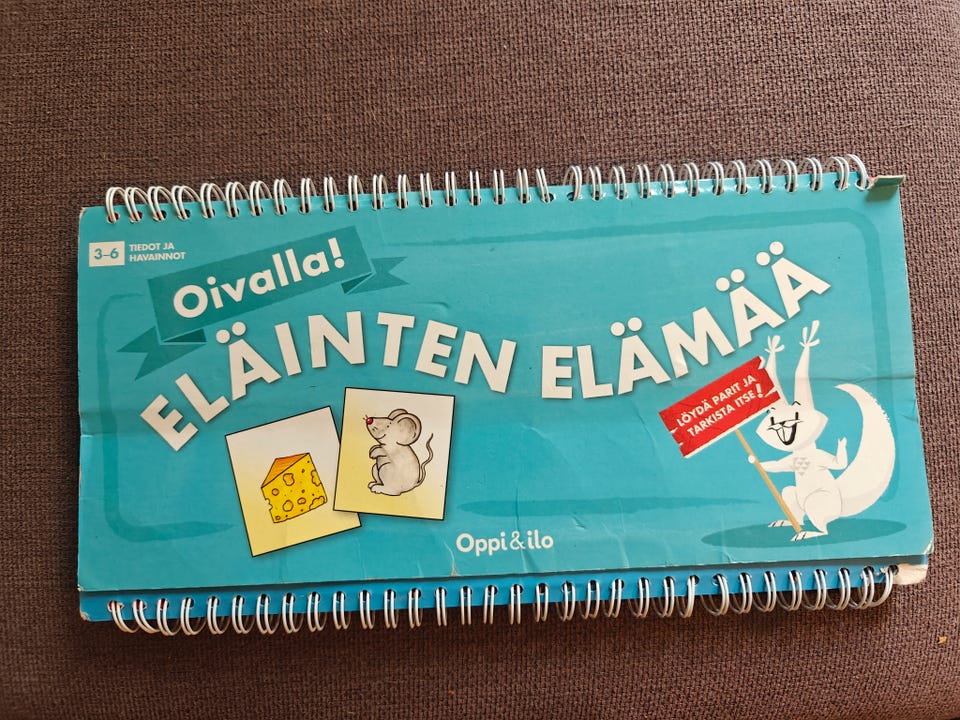 3–6
TIEDOT JA
HAVAINNOT
Oivalla!
ELÄINTEN ELÄMÄÄ
LÖYDÄ PARIT JA
TARKISTA ITSE!
Oppi&ilo